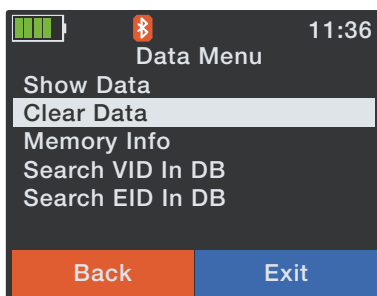 11:36
Data Menu
Show Data
Clear Data
Memory Info
Search VID In DB
Search EID In DB
Back Exit